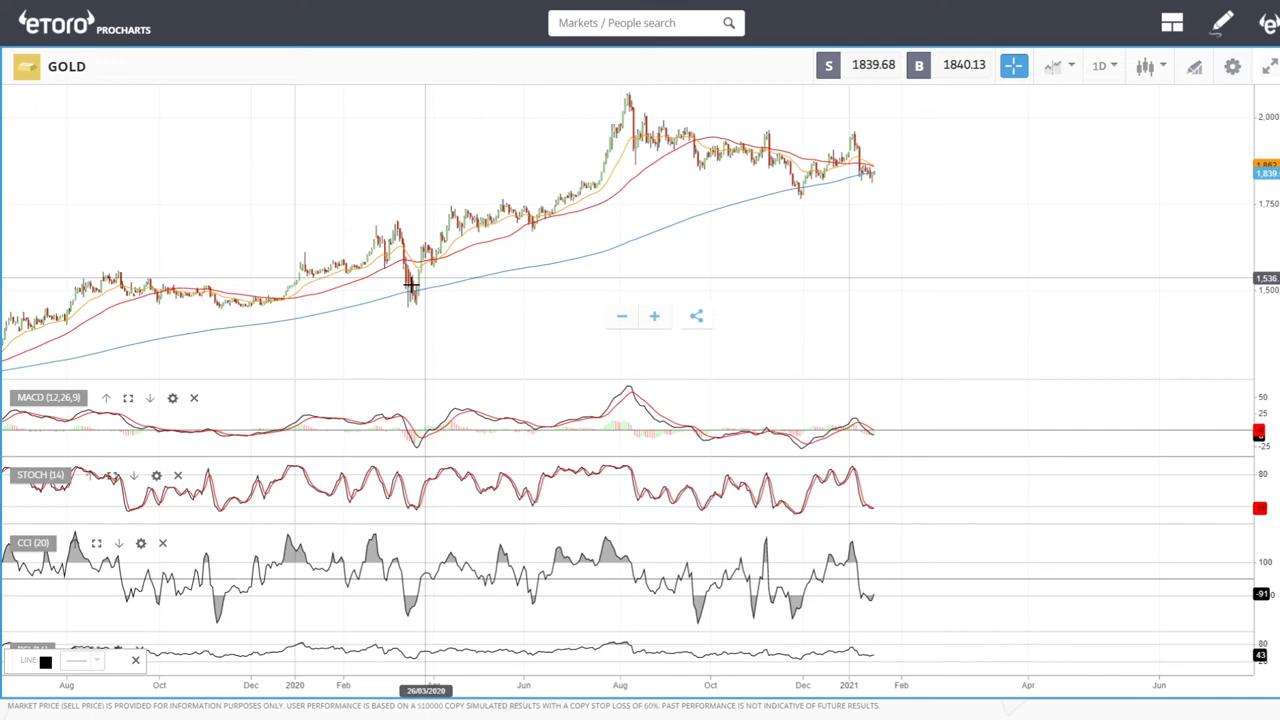 eToro PROCHARTS
Markets / People search
GOLD
S 1839.68 B 1840.13
1D
2,000
1,862
1,839.
1,750
1,536
1,500
MACD (12,26,9)
50
25
-25
STOCH (14)
80
CCI (20)
100
-91
80
43
LINE
Aug Oct Dec 2020 Feb 26/03/2020 Jun Aug Oct Dec 2021 Feb Apr Jun
MARKET PRICE (SELL PRICE) IS PROVIDED FOR INFORMATION PURPOSES ONLY. USER PERFORMANCE IS BASED ON A $10000 COPY SIMULATED RESULTS WITH A COPY STOP LOSS OF 60%. PAST PERFORMANCE IS NOT INDICATIVE OF FUTURE RESULTS.